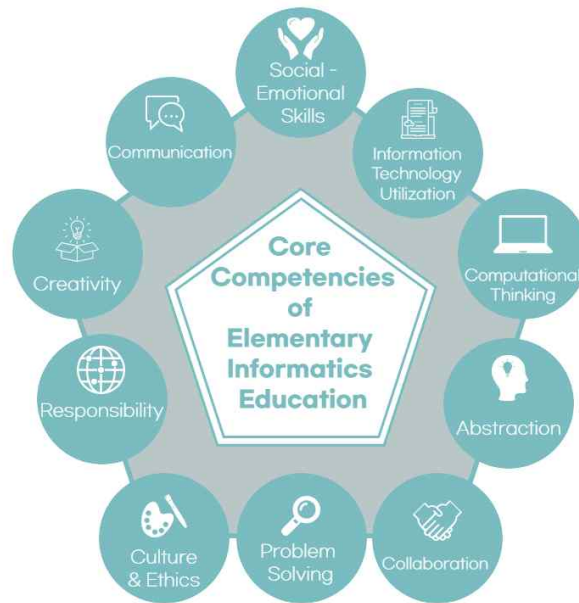 Social -
Emotional
Skills
Information
Technology
Utilization
Computational
Thinking
Abstraction
Collaboration
Problem
Solving
Culture
& Ethics
Responsibility
Creativity
Communication
Core
Competencies
of
Elementary
Informatics
Education